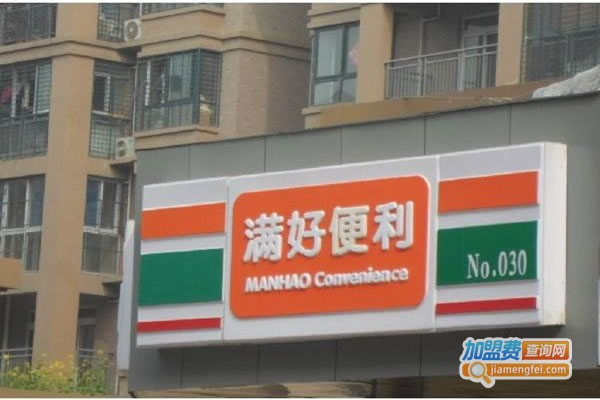 满好便利
MANHAO Convenience
No.030
加盟费查询网
jiamengfei.com